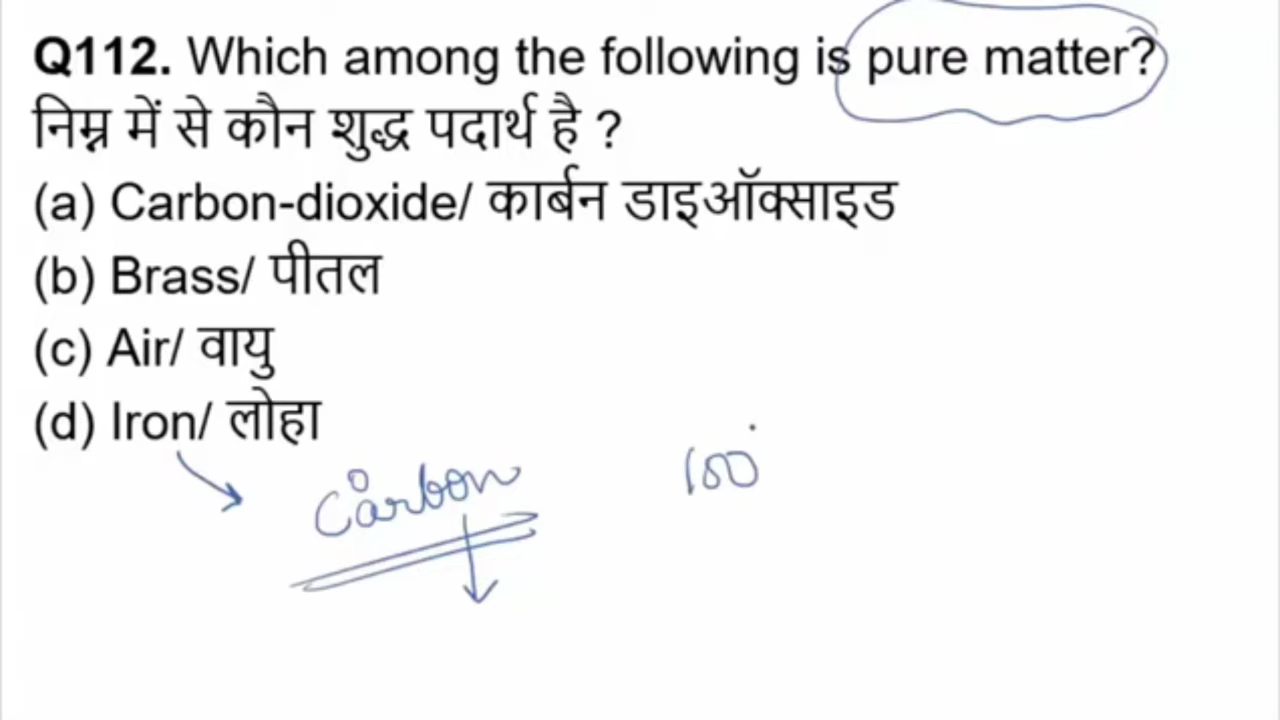 Q112. Which among the following is pure matter?
निम्न में से कौन शुद्ध पदार्थ है ?
(a) Carbon-dioxide/ कार्बन डाइऑक्साइड
(b) Brass/ पीतल
(c) Air/ वायु
(d) Iron/ लोहा
Carbon 100